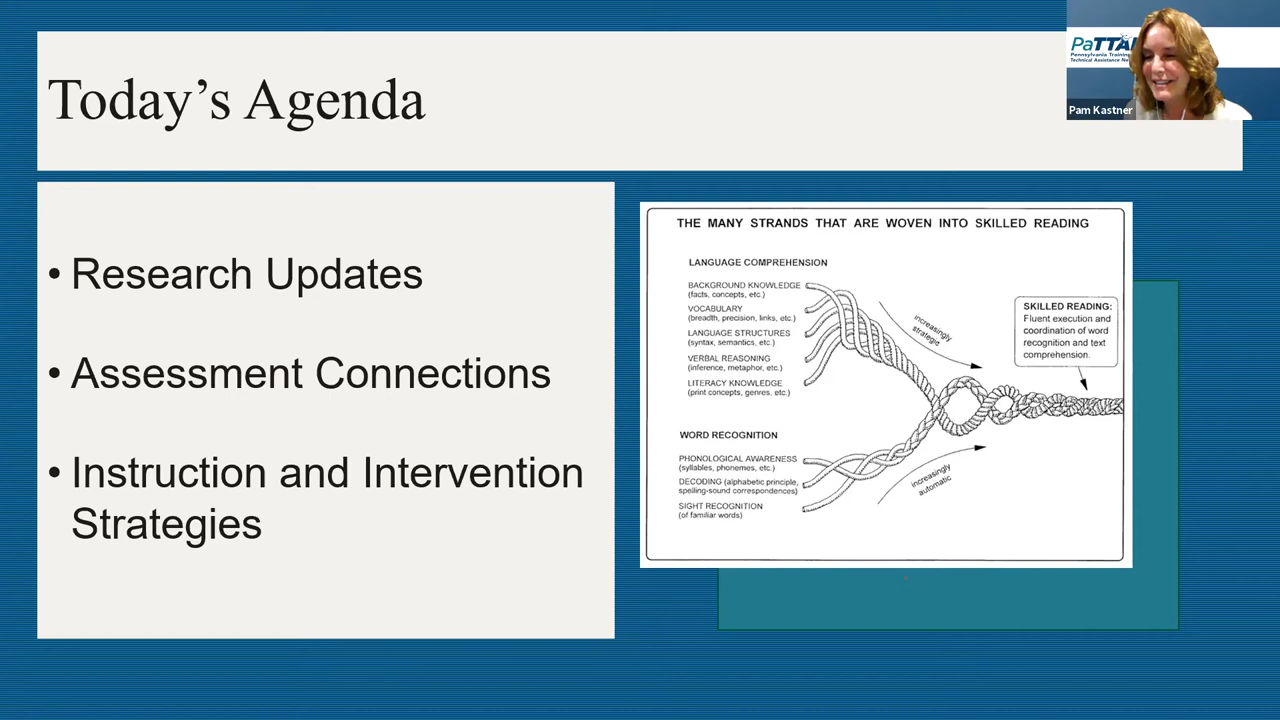 Today’s Agenda
PaTTA
Pennsylvania Training
Technical Assistance Ne
Pam Kastner
• Research Updates
• Assessment Connections
• Instruction and Intervention
Strategies
THE MANY STRANDS THAT ARE WOVEN INTO SKILLED READING
LANGUAGE COMPREHENSION
BACKGROUND KNOWLEDGE
(facts, concepts, etc.)
VOCABULARY
(breadth, precision, links, etc.)
LANGUAGE STRUCTURES
(syntax, semantics, etc.)
VERBAL REASONING
(inference, metaphor, etc.)
LITERACY KNOWLEDGE
(print concepts, genres, etc.)
increasingly
strategic
SKILLED READING:
Fluent execution and
coordination of word
recognition and text
comprehension.
WORD RECOGNITION
PHONOLOGICAL AWARENESS
(syllables, phonemes, etc.)
DECODING (alphabetic principle,
spelling-sound correspondences)
SIGHT RECOGNITION
(of familiar words)
increasingly
automatic